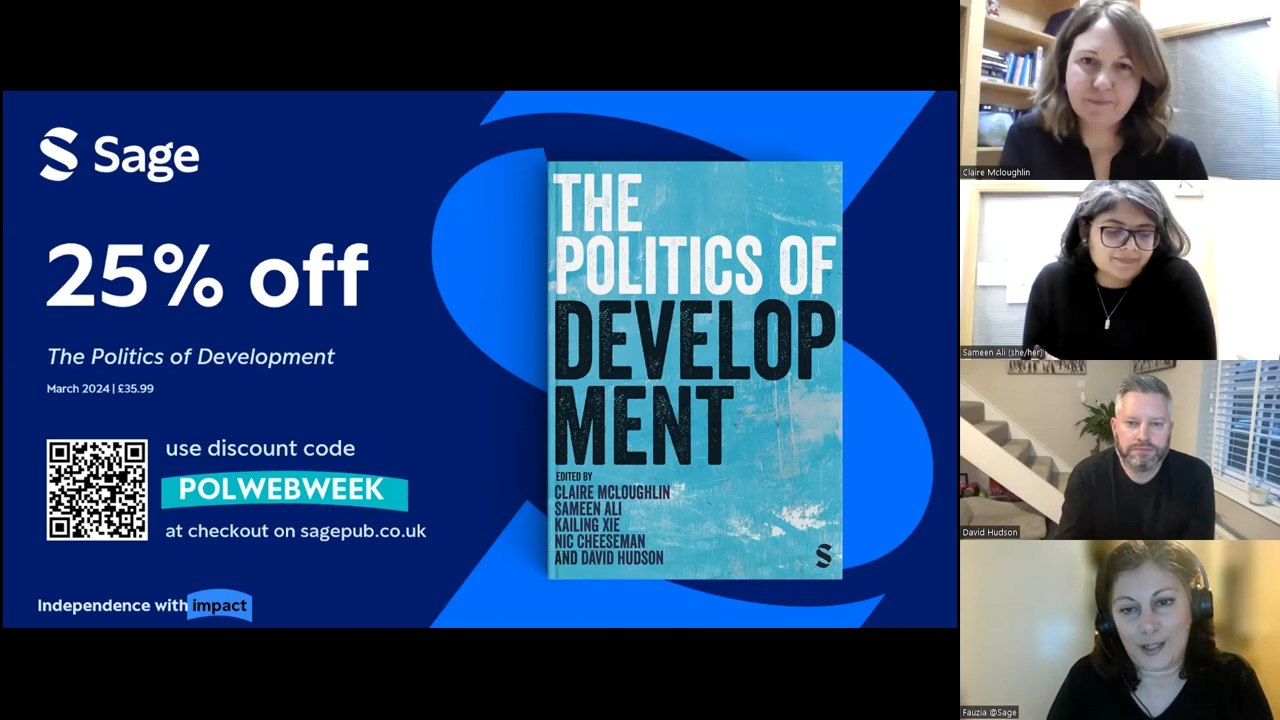 Sage
25% off
The Politics of Development
March 2024 | £35.99
use discount code
POLWEBWEEK
at checkout on sagepub.co.uk
Independence with impact
THE
POLITICS OF
DEVELOP
MENT
EDITED BY
CLAIRE MCLOUGHLIN
SAMEEN ALI
KAILING XIE
NIC CHEESEMAN
AND DAVID HUDSON
Claire Mcloughlin
Sameen Ali (she/her)
David Hudson
Fauzia @Sage